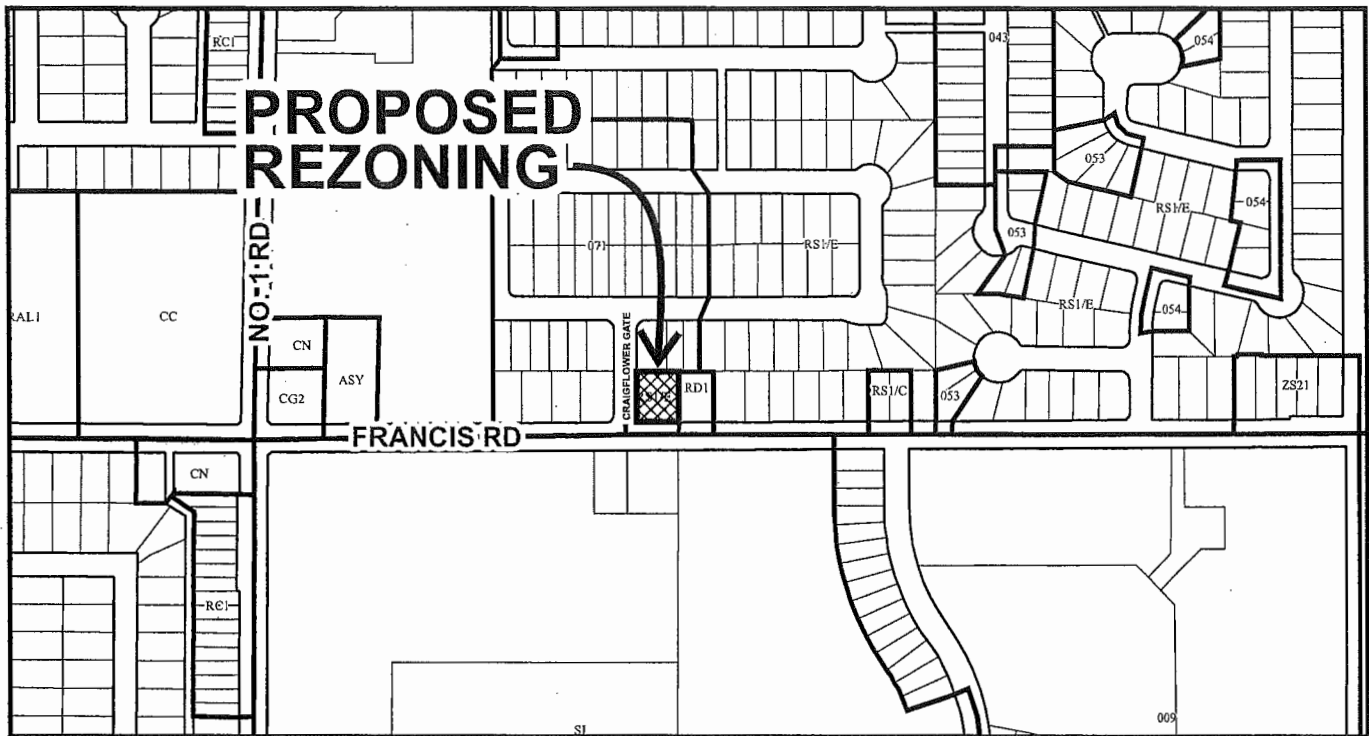 RC1
PROPOSED
REZONING
043
054
053
RS1/E
054
053
RS1/E
054
071
RS1/E
NO. 1 RD
RAL1
CC
CN
CG2
ASY
CRAIGFLOWER GATE
RD1
RS1/C
053
ZS21
FRANCIS RD
CN
RC1
SI
009